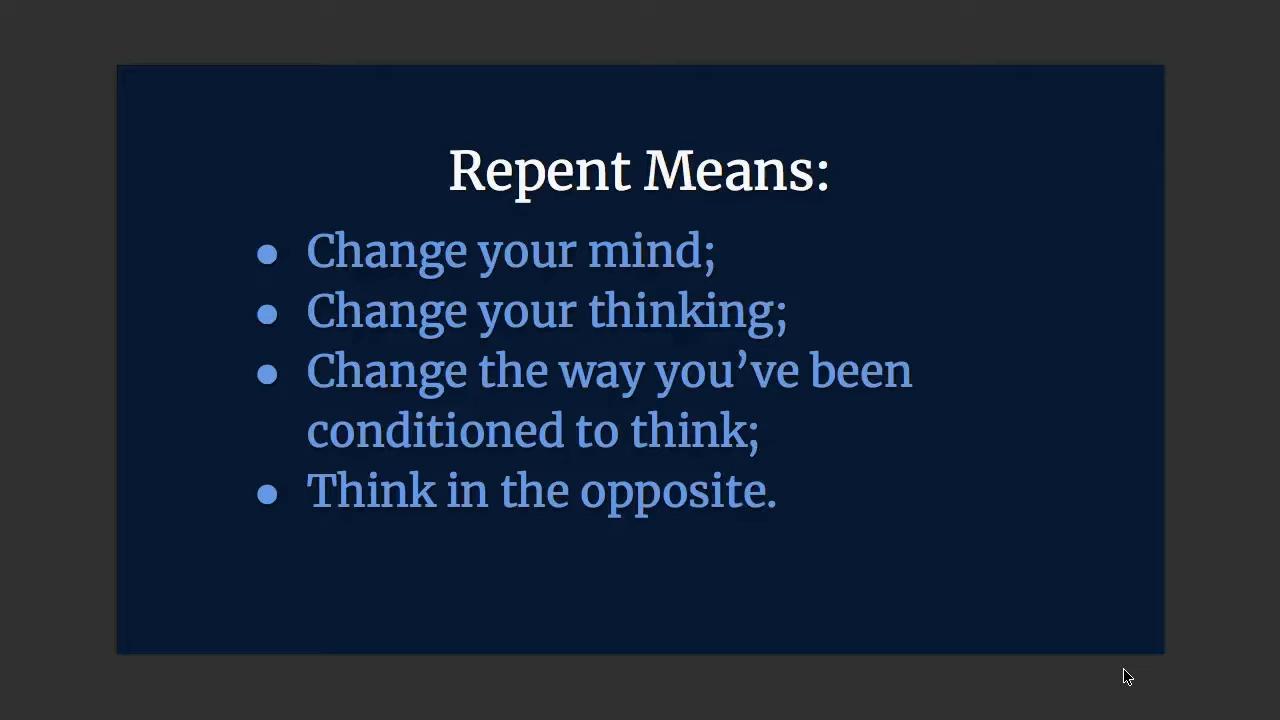 Repent Means:
● Change your mind;
● Change your thinking;
● Change the way you’ve been
conditioned to think;
● Think in the opposite.